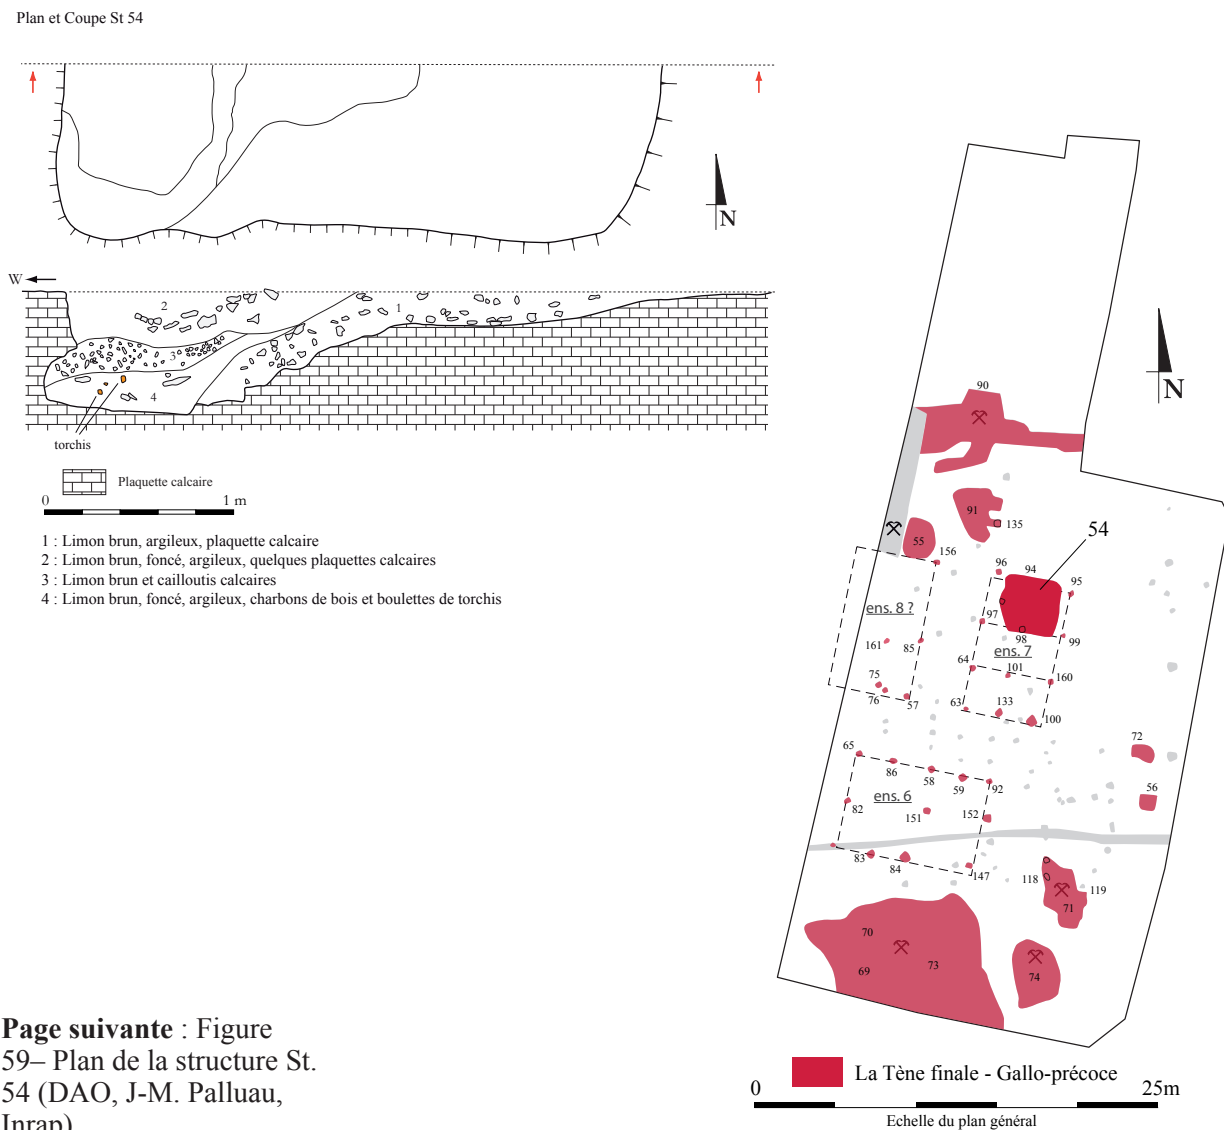 Plan et Coupe St 54
N
W
2
1
3
4
torchis
Plaquette calcaire
0 1 m
1 : Limon brun, argileux, plaquette calcaire
2 : Limon brun, foncé, argileux, quelques plaquettes calcaires
3 : Limon brun et cailloutis calcaires
4 : Limon brun, foncé, argileux, charbons de bois et boulettes de torchis
N
90
91
135
54
55
156
96
94
95
ens. 8 ?
97
98
99
161
85
ens. 7
64
101
160
75
76
57
63
133
100
65
72
86
58
59
92
56
82
ens. 6
151
152
83
84
147
118
119
71
70
69
73
74
La Tène finale - Gallo-précoce
0 25m
Echelle du plan général
Page suivante : Figure
59– Plan de la structure St.
54 (DAO, J-M. Palluau,
Inrap)